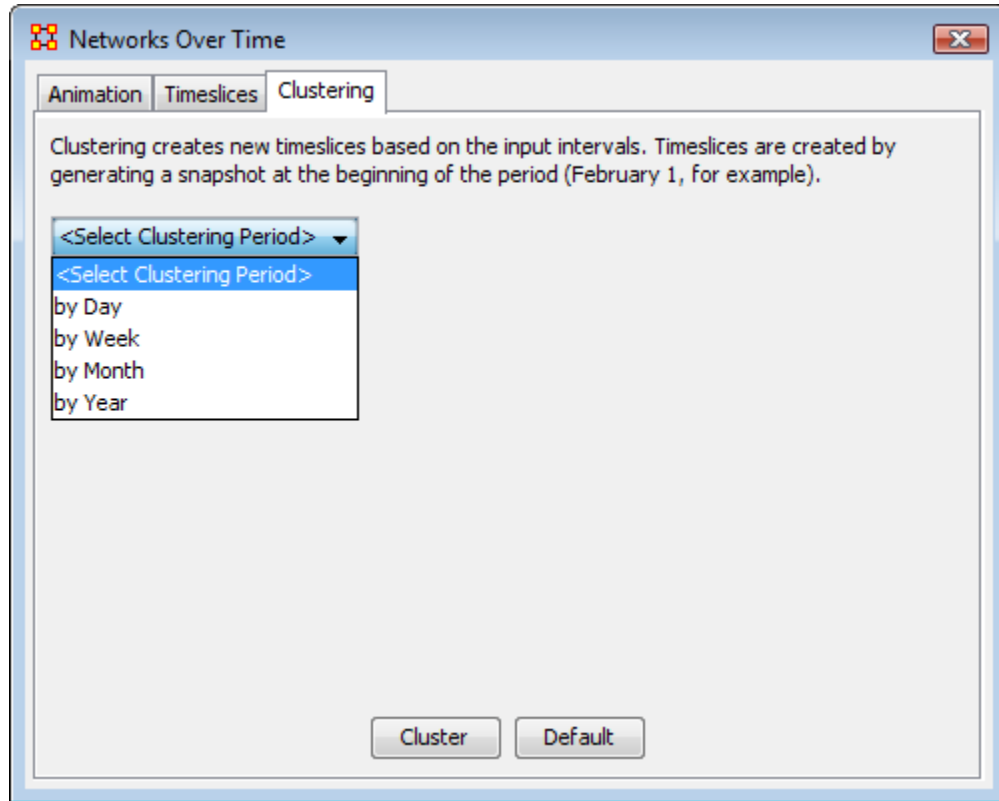 Networks Over Time
Animation Timeslices Clustering
Clustering creates new timeslices based on the input intervals. Timeslices are created by
generating a snapshot at the beginning of the period (February 1, for example).
<Select Clustering Period>
<Select Clustering Period>
by Day
by Week
by Month
by Year
Cluster Default